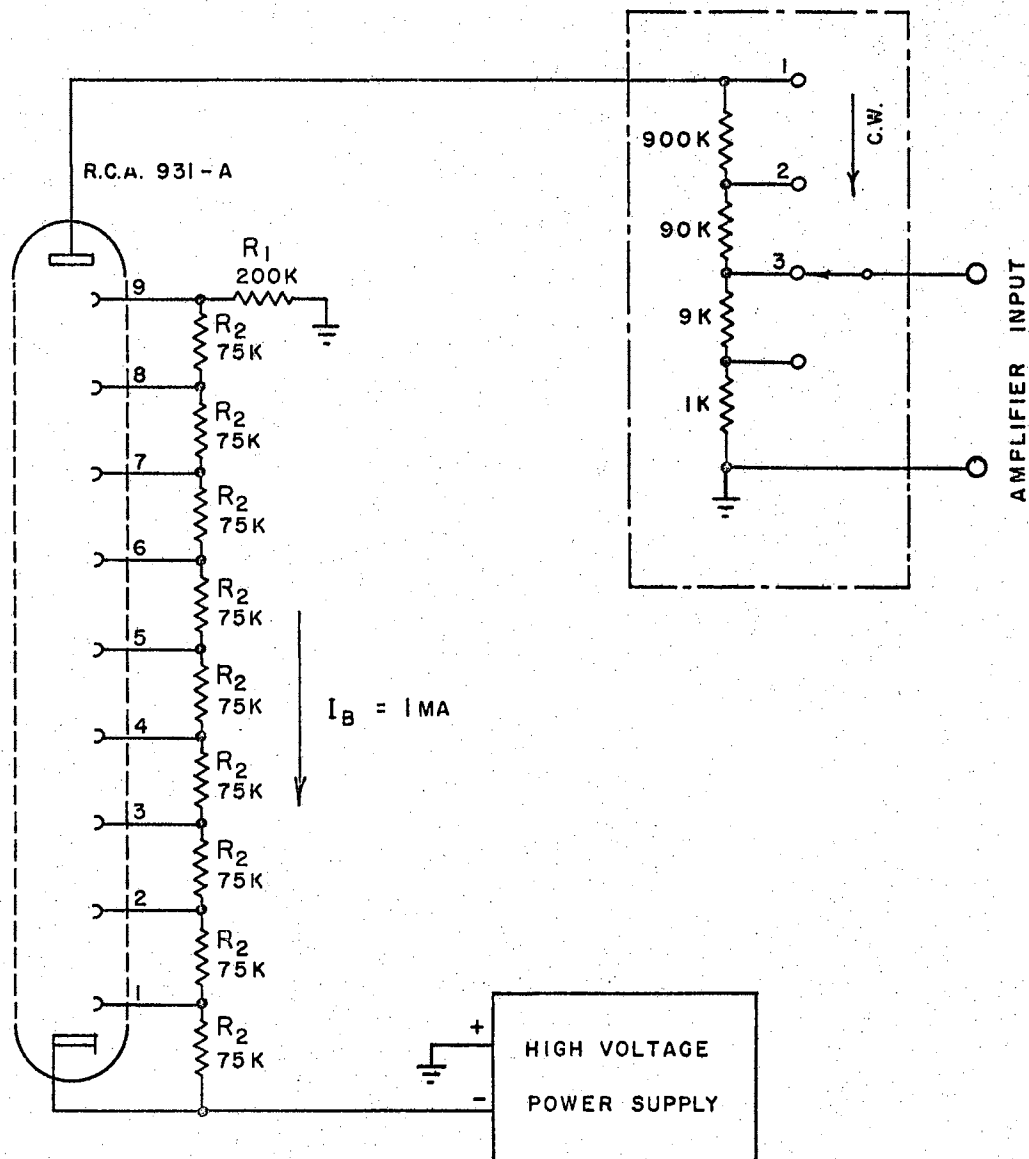 R.C.A. 931-A
1
900K
C.W.
2
90K
3
9K
1K
AMPLIFIER INPUT
R1
200K
9
R2
75K
8
R2
75K
7
R2
75K
6
R2
75K
5
R2
75K
IB = 1MA
4
R2
75K
3
R2
75K
2
R2
75K
1
R2
75K
+
HIGH VOLTAGE
-
POWER SUPPLY